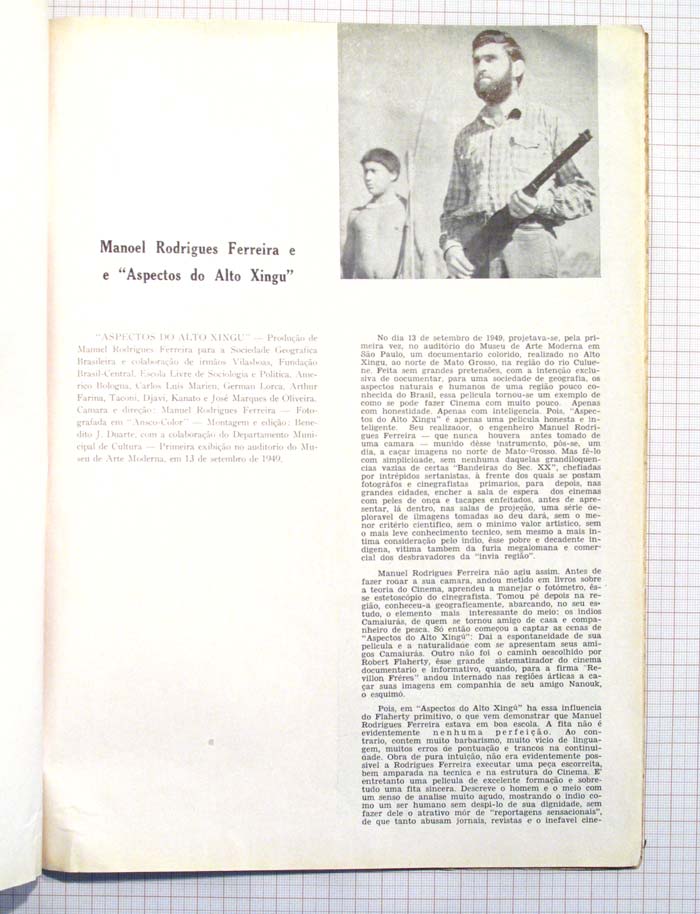 Manoel Rodrigues Ferreira e
e "Aspectos do Alto Xingu"
"ASPECTOS DO ALTO XINGU" — Produção de
Manuel Rodrigues Ferreira para a Sociedade Geografica
Brasileira e colaboração de irmãos Vilasboas, Fundação
Brasil-Central, Escola Livre de Sociologia e Politica, Ame-
rico Bologna, Carlos Luis Marien, German Lorca, Arthur
Farina, Taconi, Djavi, Kanato e José Marques de Oliveira.
Camara e direção: Manuel Rodrigues Ferreira — Foto-
grafada em "Ansco-Color" — Montagem e edição: Bene-
dito J. Duarte, com a colaboração do Departamento Muni-
cipal de Cultura — Primeira exibição no auditorio do Mu-
seu de Arte Moderna, em 13 de setembro de 1949.
No dia 13 de setembro de 1949, projetava-se, pela pri-
meira vez, no auditório do Museu de Arte Moderna em
São Paulo, um documentario colorido, realizado no Alto
Xingu, ao norte de Mato Grosso, na região do rio Culue-
ne. Feita sem grandes pretensões, com a intenção exclu-
siva de documentar, para uma sociedade de geografia, os
aspectos naturais e humanos de uma região pouco co-
nhecida do Brasil, essa pelicula tornou-se um exemplo de
como se pode fazer Cinema com muito pouco. Apenas
com honestidade. Apenas com inteligencia. Pois, "Aspec-
tos do Alto Xingu" é apenas uma pelicula honesta e in-
teligente. Seu realizador, o engenheiro Manuel Rodri-
gues Ferreira — que nunca houvera antes tomado de
uma camara — munido dêsse instrumento, pôs-se, um
dia, a caçar imagens no norte de Mato-Grosso. Mas fê-lo
com simplicidade, sem nenhuma daquelas grandiloquen-
cias vazias de certas "Bandeiras do Sec. XX", chefiadas
por intrépidos sertanistas, à frente dos quais se postam
fotográfos e cinegrafistas primarios, para depois, nas
grandes cidades, encher a sala de espera dos cinemas
com peles de onça e tacapes enfeitados, antes de apre-
sentar, lá dentro, nas salas de projeção, uma série de-
ploravel de filmagens tomadas ao deu dará, sem o me-
nor critério cientifico, sem o minimo valor artistico, sem
o mais leve conhecimento tecnico, sem mesmo a mais in-
tima consideração pelo indio, êsse pobre e decadente in-
digena, vitima tambem da furia megalomana e comer-
cial dos desbravadores da "invia região".
Manuel Rodrigues Ferreira não agiu assim. Antes de
fazer rodar a sua camara, andou metido em livros sobre
a teoria do Cinema, aprendeu a manejar o fotómetro, ês-
se estetoscópio do cinegrafista. Tomou pé depois na re-
gião, conheceu-a geograficamente, abarcando, no seu es-
tudo, o elemento mais interessante do meio: os indios
Camaiurás, de quem se tornou amigo de casa e compa-
nheiro de pesca. Só então começou a captar as cenas de
"Aspectos do Alto Xingú": Daí a espontaneidade de sua
pelicula e a naturalidade com se apresentam seus ami-
gos Camaiurás. Outro não foi o caminh oescolhido por
Robert Flaherty, êsse grande sistematizador do cinema
documentario e informativo, quando, para a firma "Re-
villon Fréres" andou internado nas regiões árticas a ca-
çar suas imagens em companhia de seu amigo Nanouk,
o esquimó.
Pois, em "Aspectos do Alto Xingú" ha essa influencia
do Flaherty primitivo, o que vem demonstrar que Manuel
Rodrigues Ferreira estava em boa escola. A fita não é
evidentemente nenhuma perfeição. Ao con-
trario, contem muito barbarismo, muito vicio de lingua-
gem, muitos erros de pontuação e trancos na continui-
dade. Obra de pura intuição, não era evidentemente pos-
sivel a Rodrigues Ferreira executar uma peça escorreita,
bem amparada na tecnica e na estrutura do Cinema. E'
entretanto uma pelicula de excelente formação e sobre-
tudo uma fita sincera. Descreve o homem e o meio com
um senso de analise muito agudo, mostrando o indio co-
mo um ser humano sem despi-lo de sua dignidade, sem
fazer dele o atrativo mór de "reportagens sensacionais",
de que tanto abusam jornais, revistas e o inefavel cine-